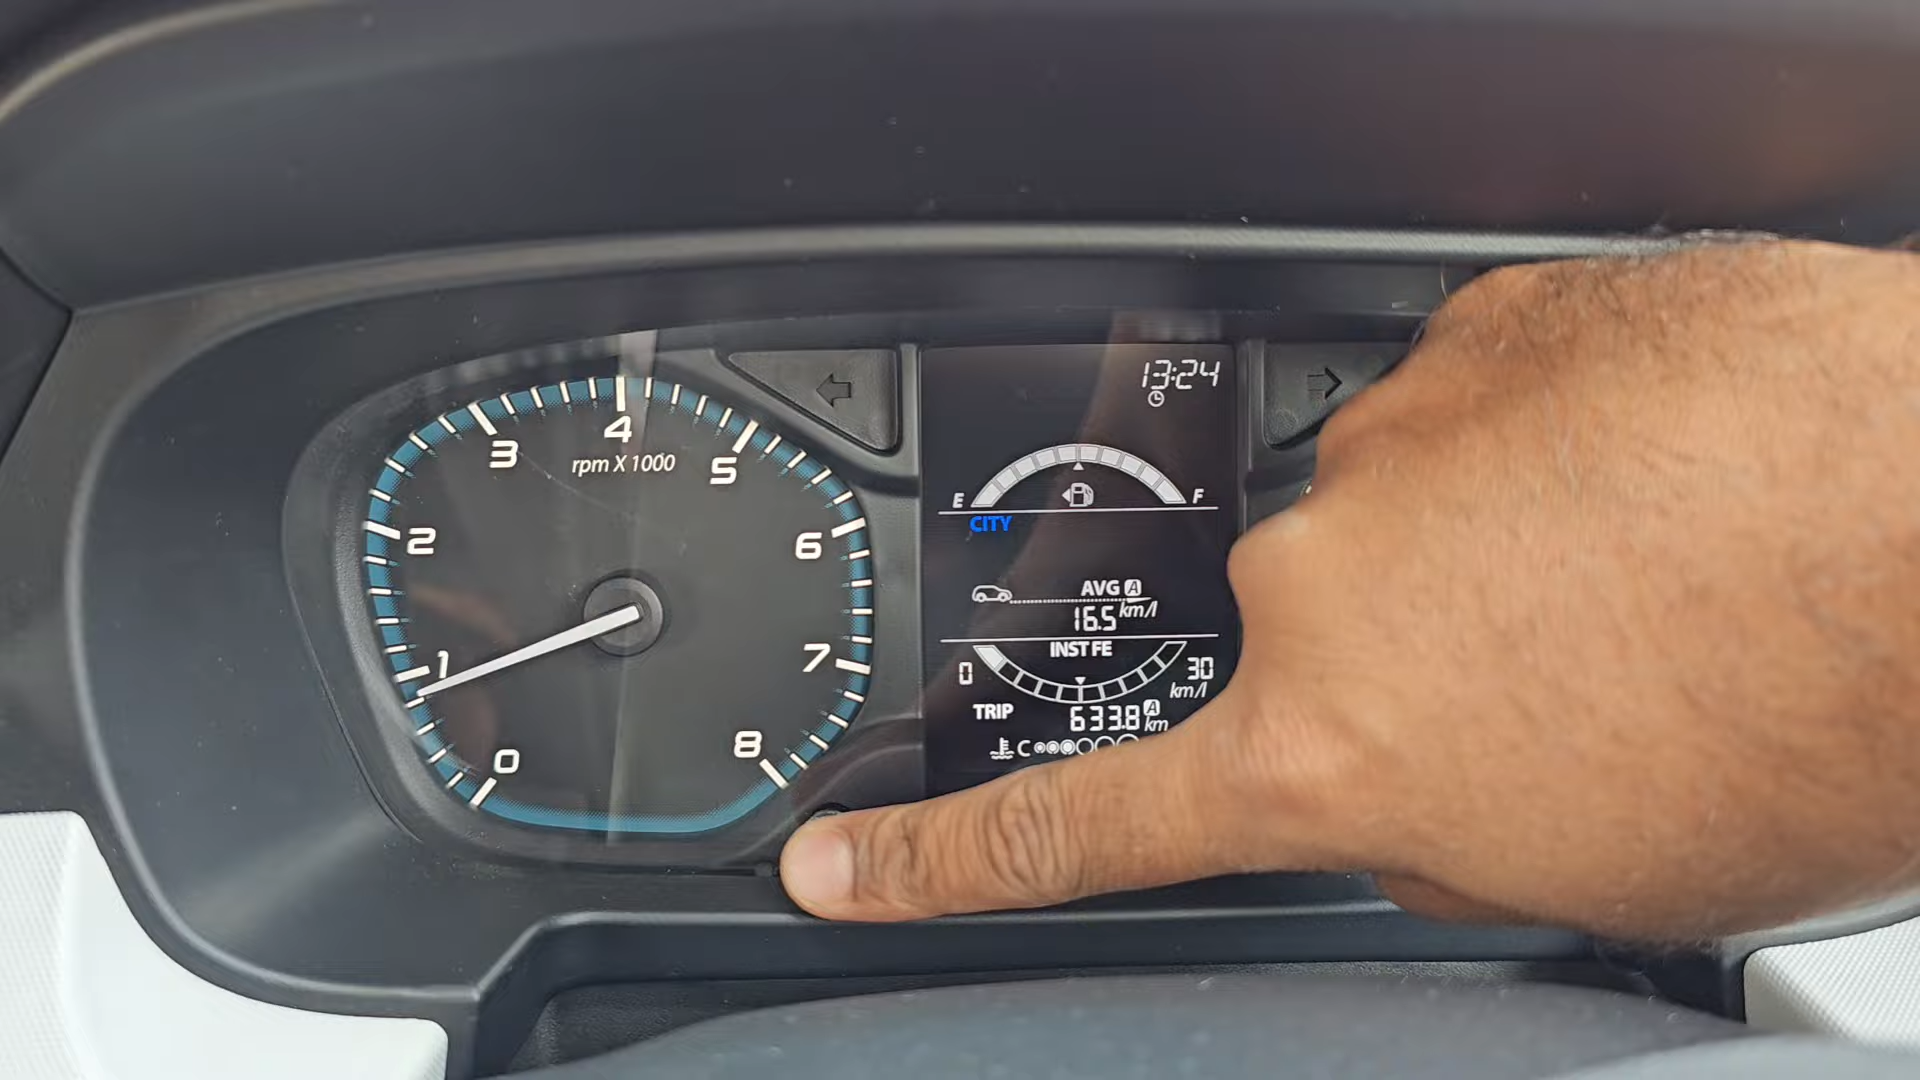 0
1
2
3
4
5
6
7
8
rpm X 1000
13:24
E F
CITY
AVG A
16.5 km/l
INST FE
0 30
km/l
TRIP 633.8 A km
C